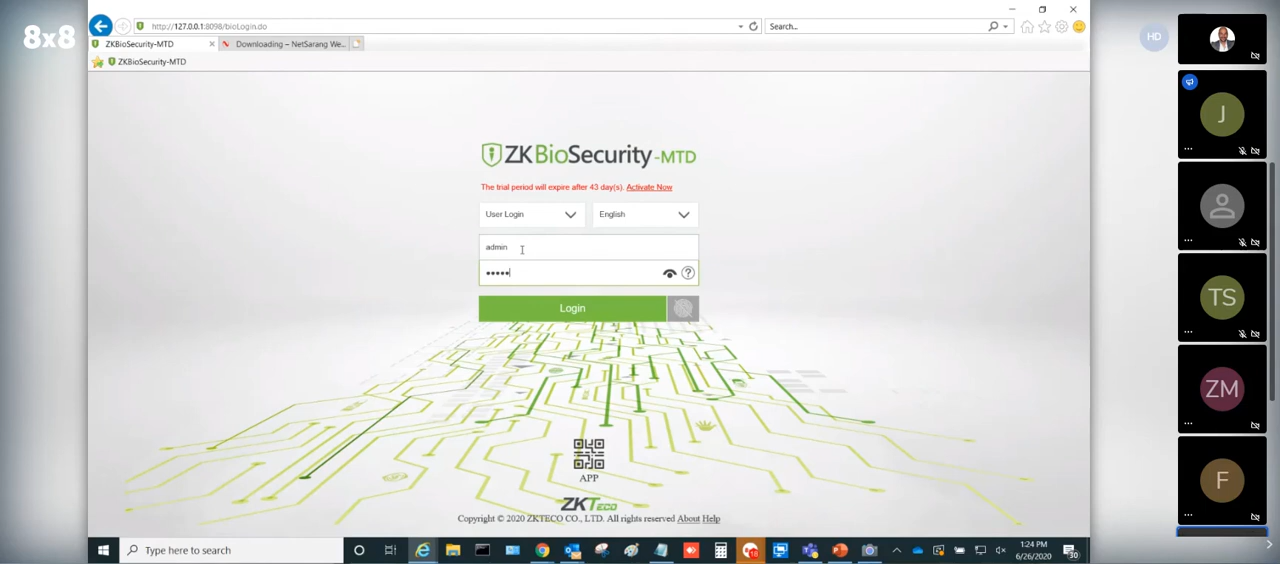 8x8
http://127.0.0.1:8098/bioLogin.do
Search...
HD
ZKBioSecurity-MTD
Downloading – NetSarang We...
ZKBioSecurity-MTD
J
ZKBioSecurity-MTD
The trial period will expire after 43 day(s). Activate Now
User Login
English
admin
Login
TS
ZM
APP
ZKTECO
Copyright © 2020 ZKTECO CO., LTD. All rights reserved About Help
F
Type here to search
18
1:24 PM
6/26/2020
30